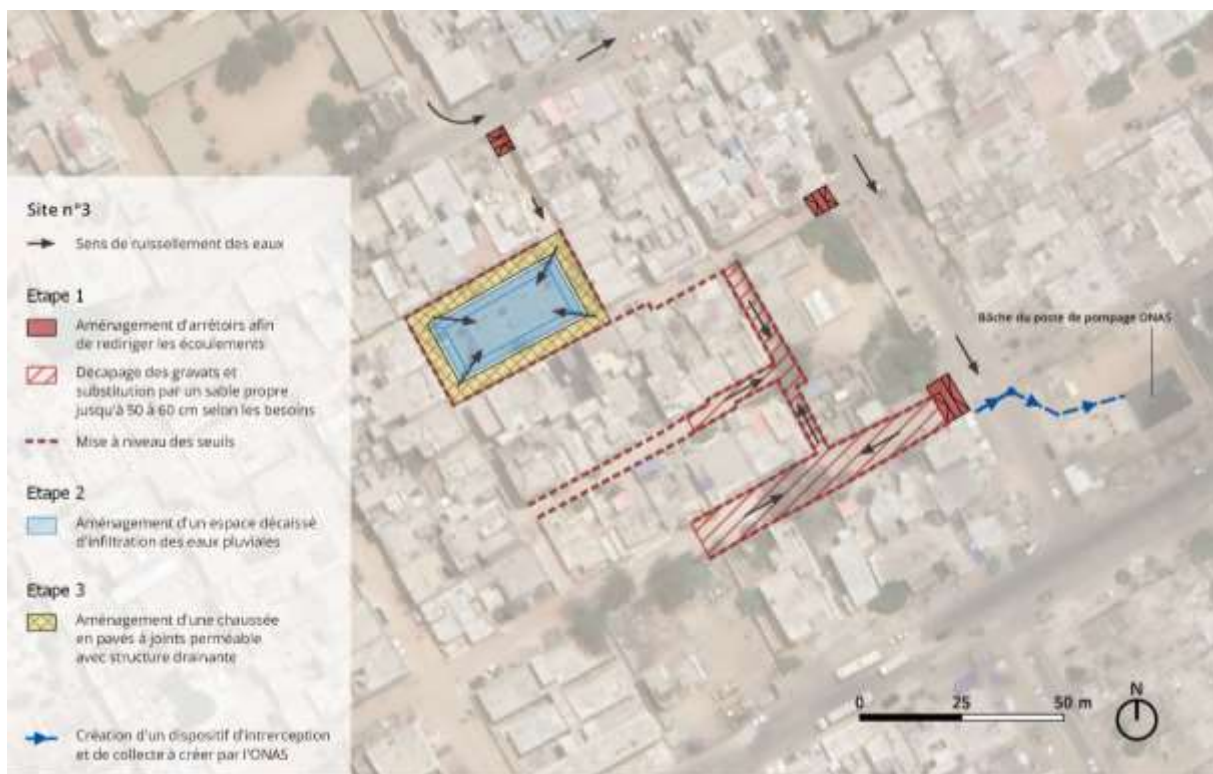 Site n°3
Sens de ruissellement des eaux
Etape 1
Aménagement d'arrêtoirs afin
de rediriger les écoulements
Décapage des gravats et
substitution par un sable propre
jusqu'à 50 à 60 cm selon les besoins
Mise à niveau des seuils
Etape 2
Aménagement d'un espace décaissé
d'infiltration des eaux pluviales
Etape 3
Aménagement d'une chaussée
en pavés à joints perméable
avec structure drainante
Création d'un dispositif d'intrerception
et de collecte à créer par l'ONAS
Bâche du poste de pompage ONAS
0 25 50 m
N